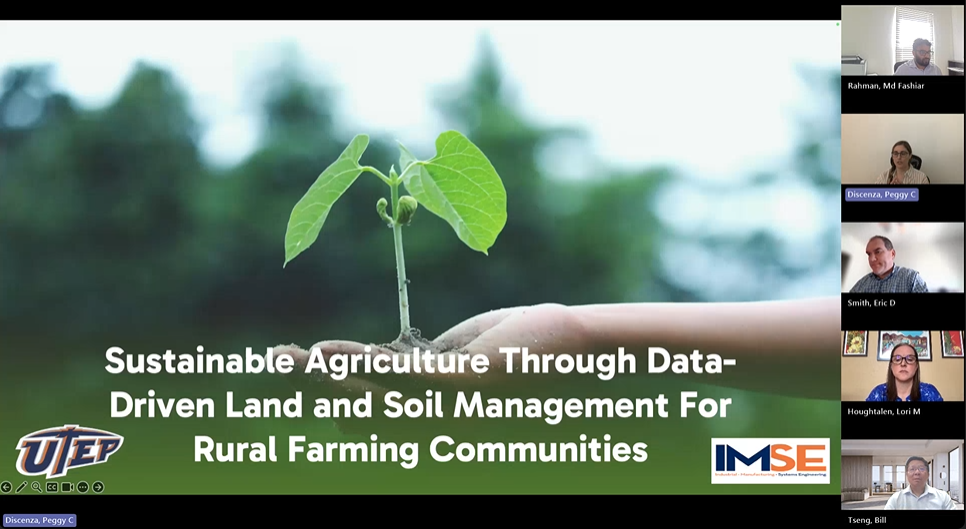 Rahman, Md Fashiar
Discenza, Peggy C
Smith, Eric D
Houghtalen, Lori M
Sustainable Agriculture Through Data-
Driven Land and Soil Management For
Rural Farming Communities
UTEP
IMSE
Industrial - Manufacturing - Systems Engineering
Discenza, Peggy C
Tseng, Bill